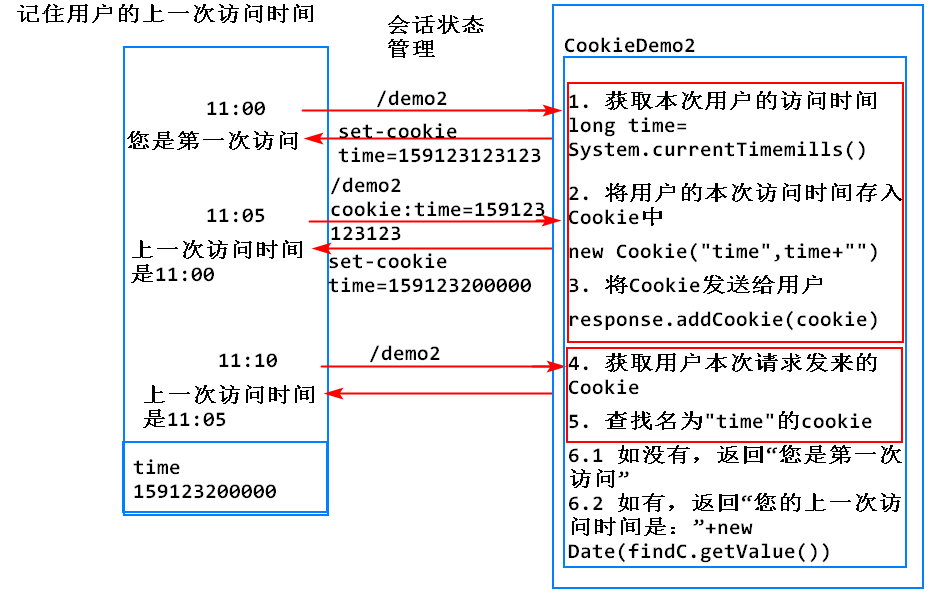 记住用户的上一次访问时间
会话状态
管理
CookieDemo2
11:00
/demo2
您是第一次访问
set-cookie
time=159123123123
/demo2
11:05
cookie:time=159123
123123
上一次访问时间
是11:00
set-cookie
time=159123200000
11:10
/demo2
上一次访问时间
是11:05
time
159123200000
1. 获取本次用户的访问时间
long time=
System.currentTimemills()
2. 将用户的本次访问时间存入
Cookie中
new Cookie("time",time+"")
3. 将Cookie发送给用户
response.addCookie(cookie)
4. 获取用户本次请求发来的
Cookie
5. 查找名为"time"的cookie
6.1 如没有，返回“您是第一次
访问”
6.2 如有，返回“您的上一次访
问时间是：”+new
Date(findC.getValue())